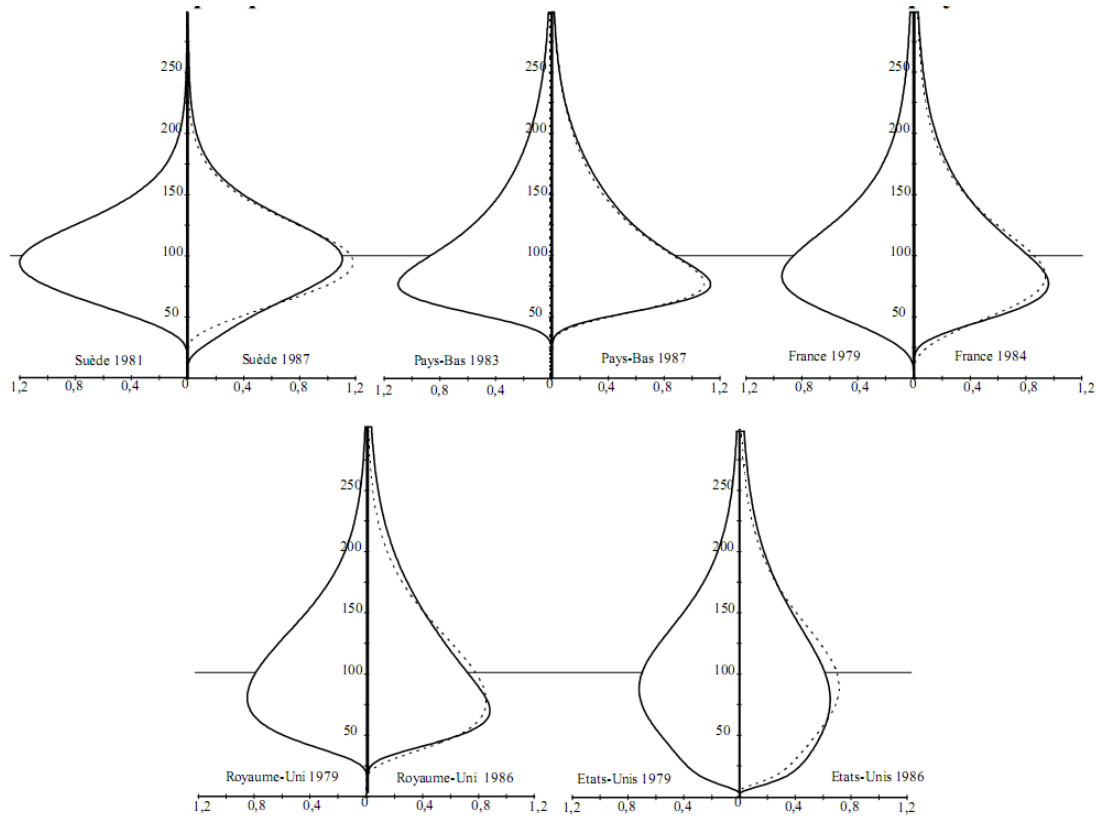 250 250 250
200 200 200
150 150 150
100 100 100
50 50 50
Suède 1981 Suède 1987 Pays-Bas 1983 Pays-Bas 1987 France 1979 France 1984
1,2 0,8 0,4 0 0,4 0,8 1,2 0,8 0,4 0 0,4 0,8 1,2 0,8 0,4 0 0,4 0,8 1,2
250 250
200 200
150 150
100 100
50 50
Royaume-Uni 1979 Royaume-Uni 1986 Etats-Unis 1979 Etats-Unis 1986
1,2 0,8 0,4 0 0,4 0,8 1,2 1,2 0,8 0,4 0 0,4 0,8 1,2